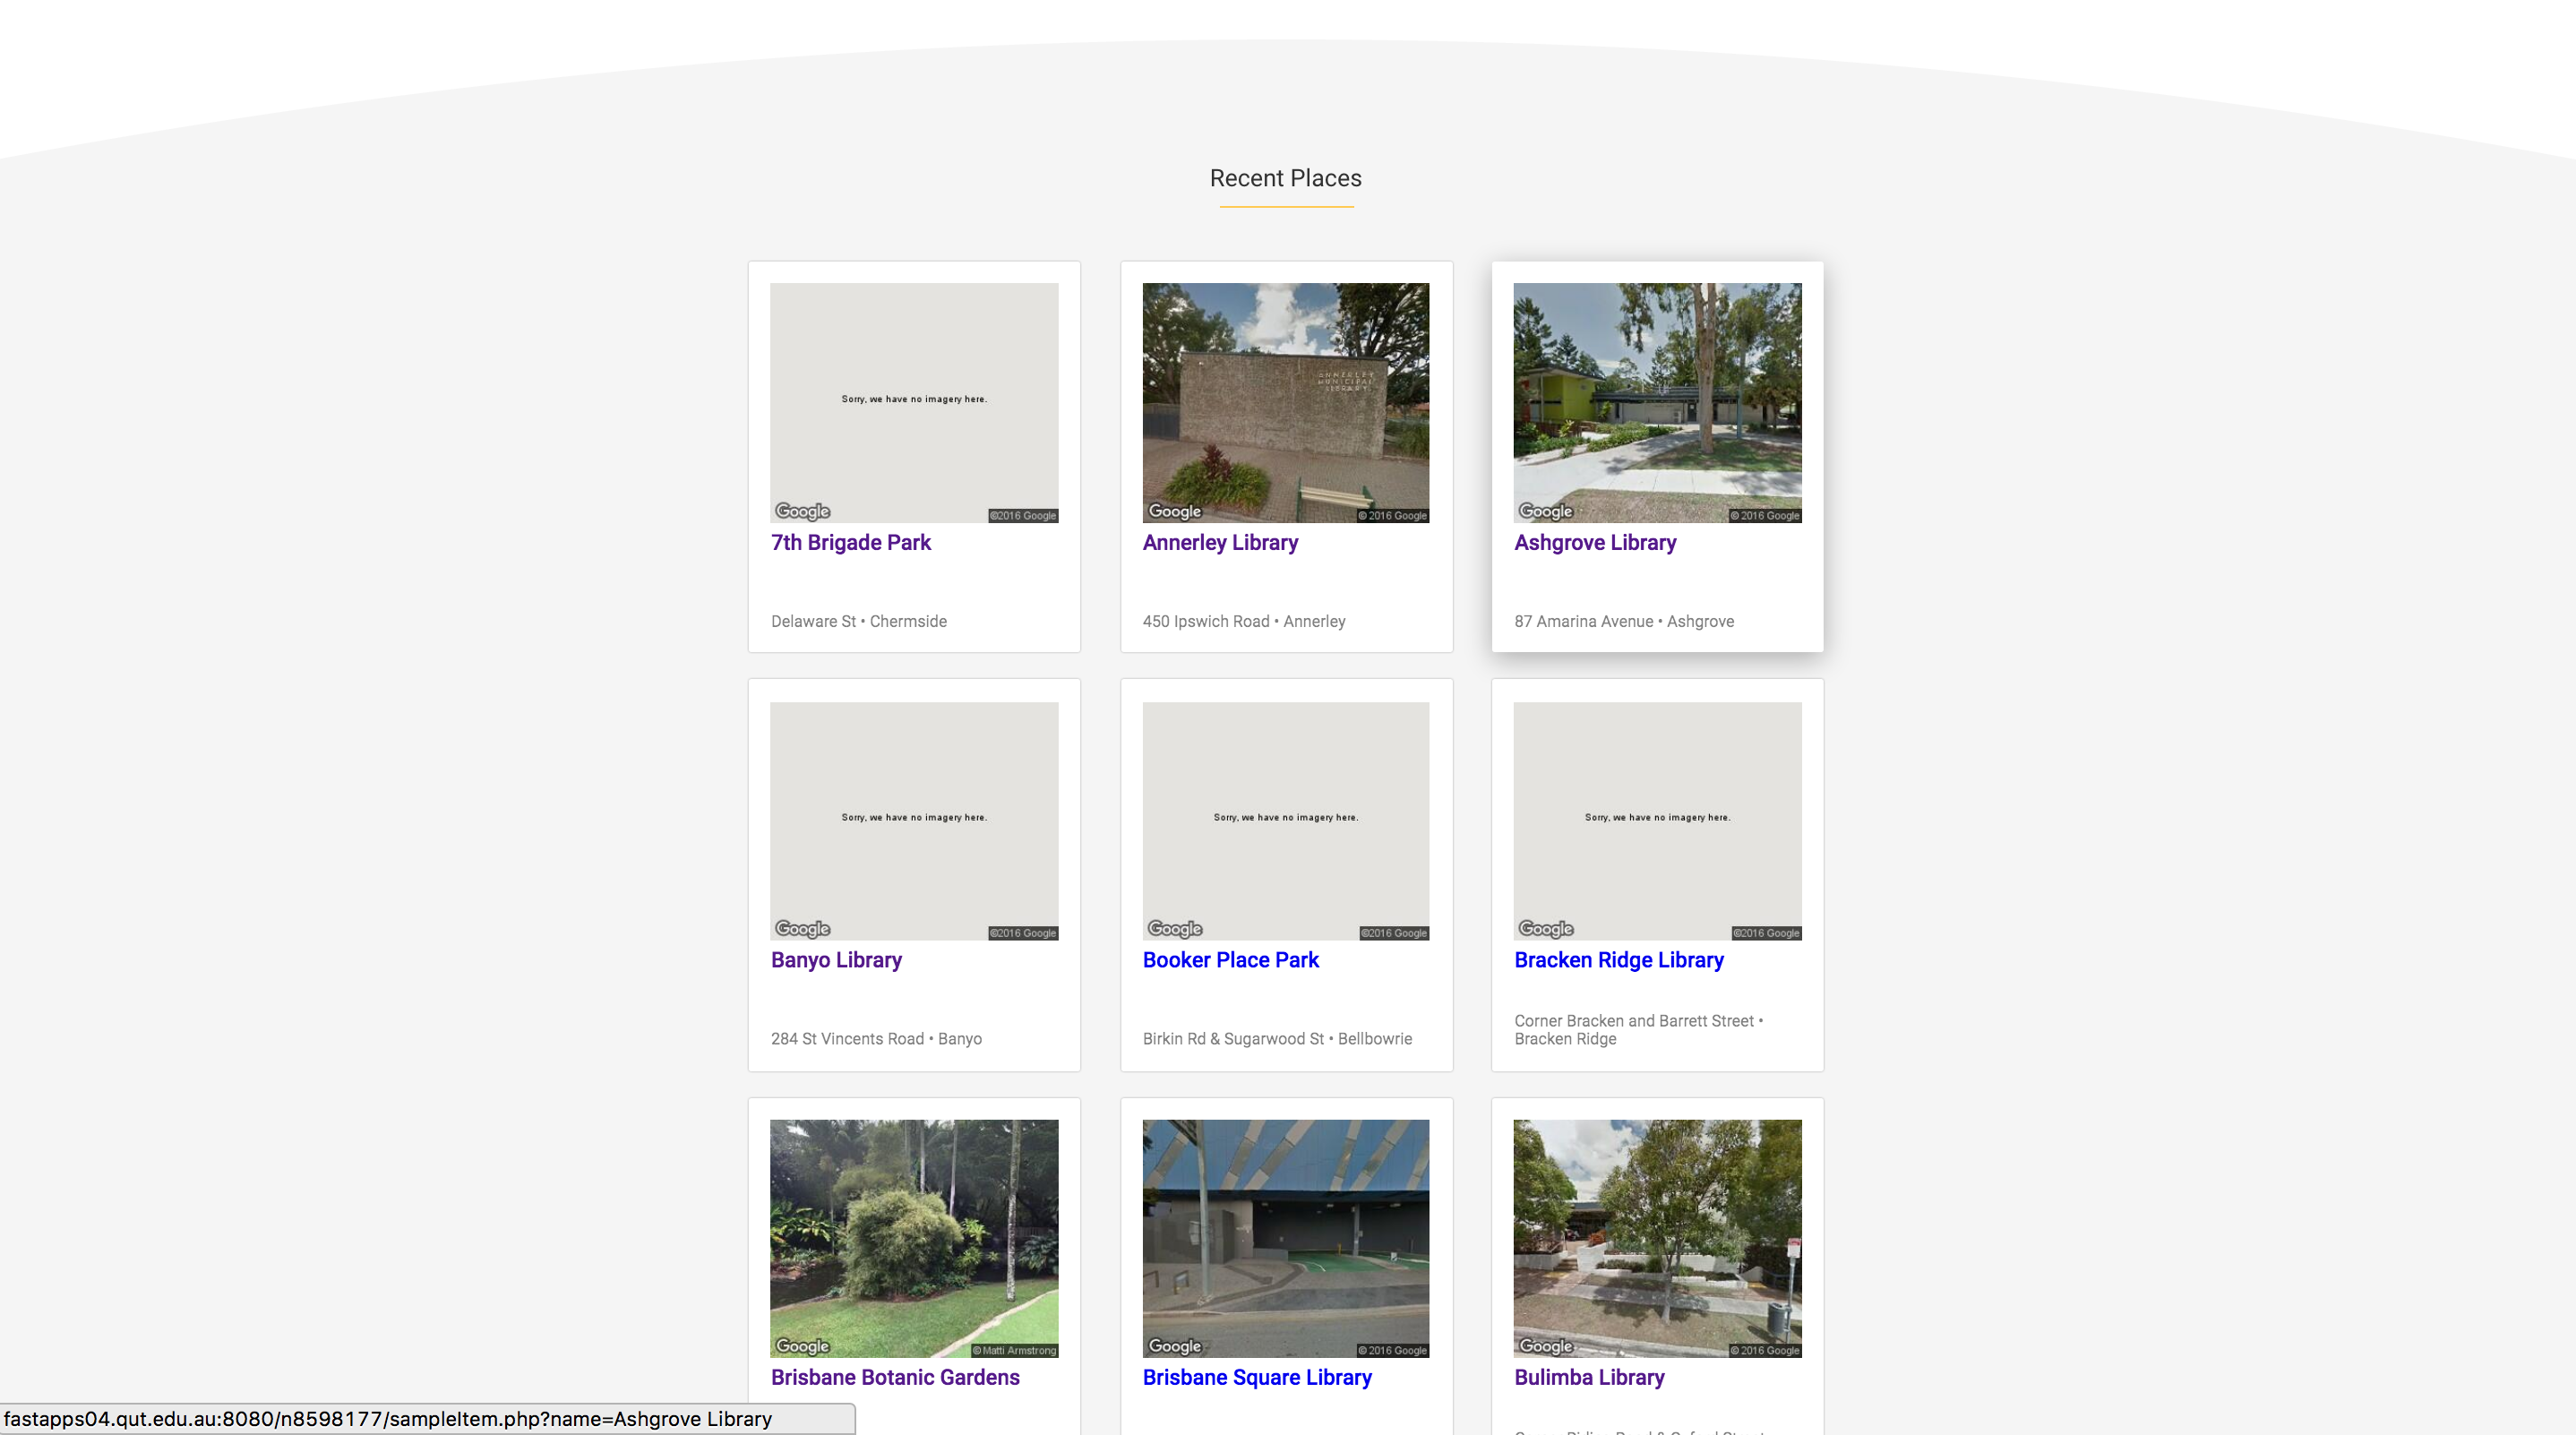 Recent Places
Sorry, we have no imagery here.
Google
©2016 Google
7th Brigade Park
Delaware St • Chermside
ANNERLEY
MUNICIPAL
LIBRARY
Google
© 2016 Google
Annerley Library
450 Ipswich Road • Annerley
Google
© 2016 Google
Ashgrove Library
87 Amarina Avenue • Ashgrove
Sorry, we have no imagery here.
Google
©2016 Google
Banyo Library
284 St Vincents Road • Banyo
Sorry, we have no imagery here.
Google
©2016 Google
Booker Place Park
Birkin Rd & Sugarwood St • Bellbowrie
Sorry, we have no imagery here.
Google
©2016 Google
Bracken Ridge Library
Corner Bracken and Barrett Street •
Bracken Ridge
Google
© Matti Armstrong
Brisbane Botanic Gardens
Google
© 2016 Google
Brisbane Square Library
Google
© 2016 Google
Bulimba Library
fastapps04.qut.edu.au:8080/n8598177/sampleItem.php?name=Ashgrove Library